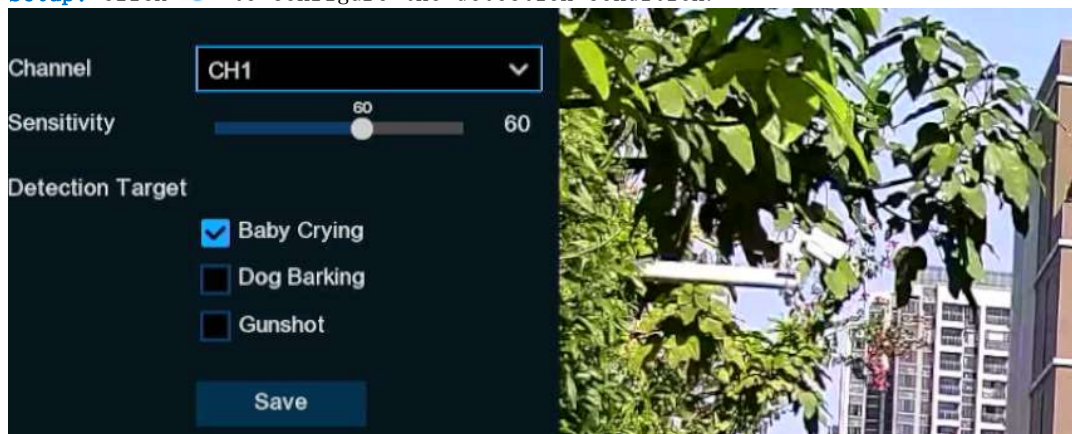 Channel
CH1
60
Sensitivity
60
Detection Target
Baby Crying
Dog Barking
Gunshot
Save